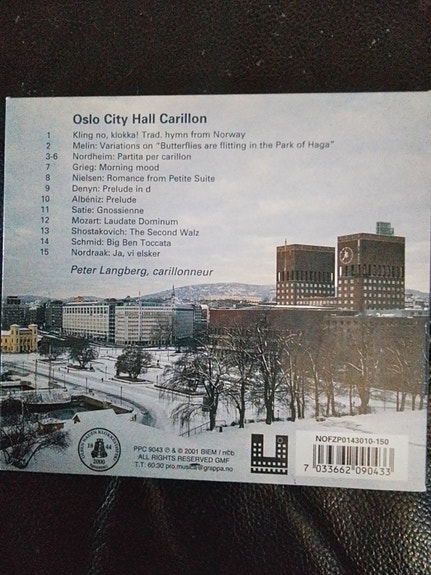 Oslo City Hall Carillon
1 Kling no, klokka! Trad. hymn from Norway
2 Melin: Variations on "Butterflies are flitting in the Park of Haga"
3-6 Nordheim: Partita per carillon
7 Grieg: Morning mood
8 Nielsen: Romance from Petite Suite
9 Denyn: Prelude in d
10 Albéniz: Prelude
11 Satie: Gnossienne
12 Mozart: Laudate Dominum
13 Shostakovich: The Second Walz
14 Schmid: Big Ben Toccata
15 Nordraak: Ja, vi elsker
Peter Langberg, carillonneur
2000
PPC 9043 ℗ & © 2001 BIEM / n©b
ALL RIGHTS RESERVED GMF
T.T: 60:30 pro.musica@grappa.no
NOFZP0143010-150
7 033662 090433